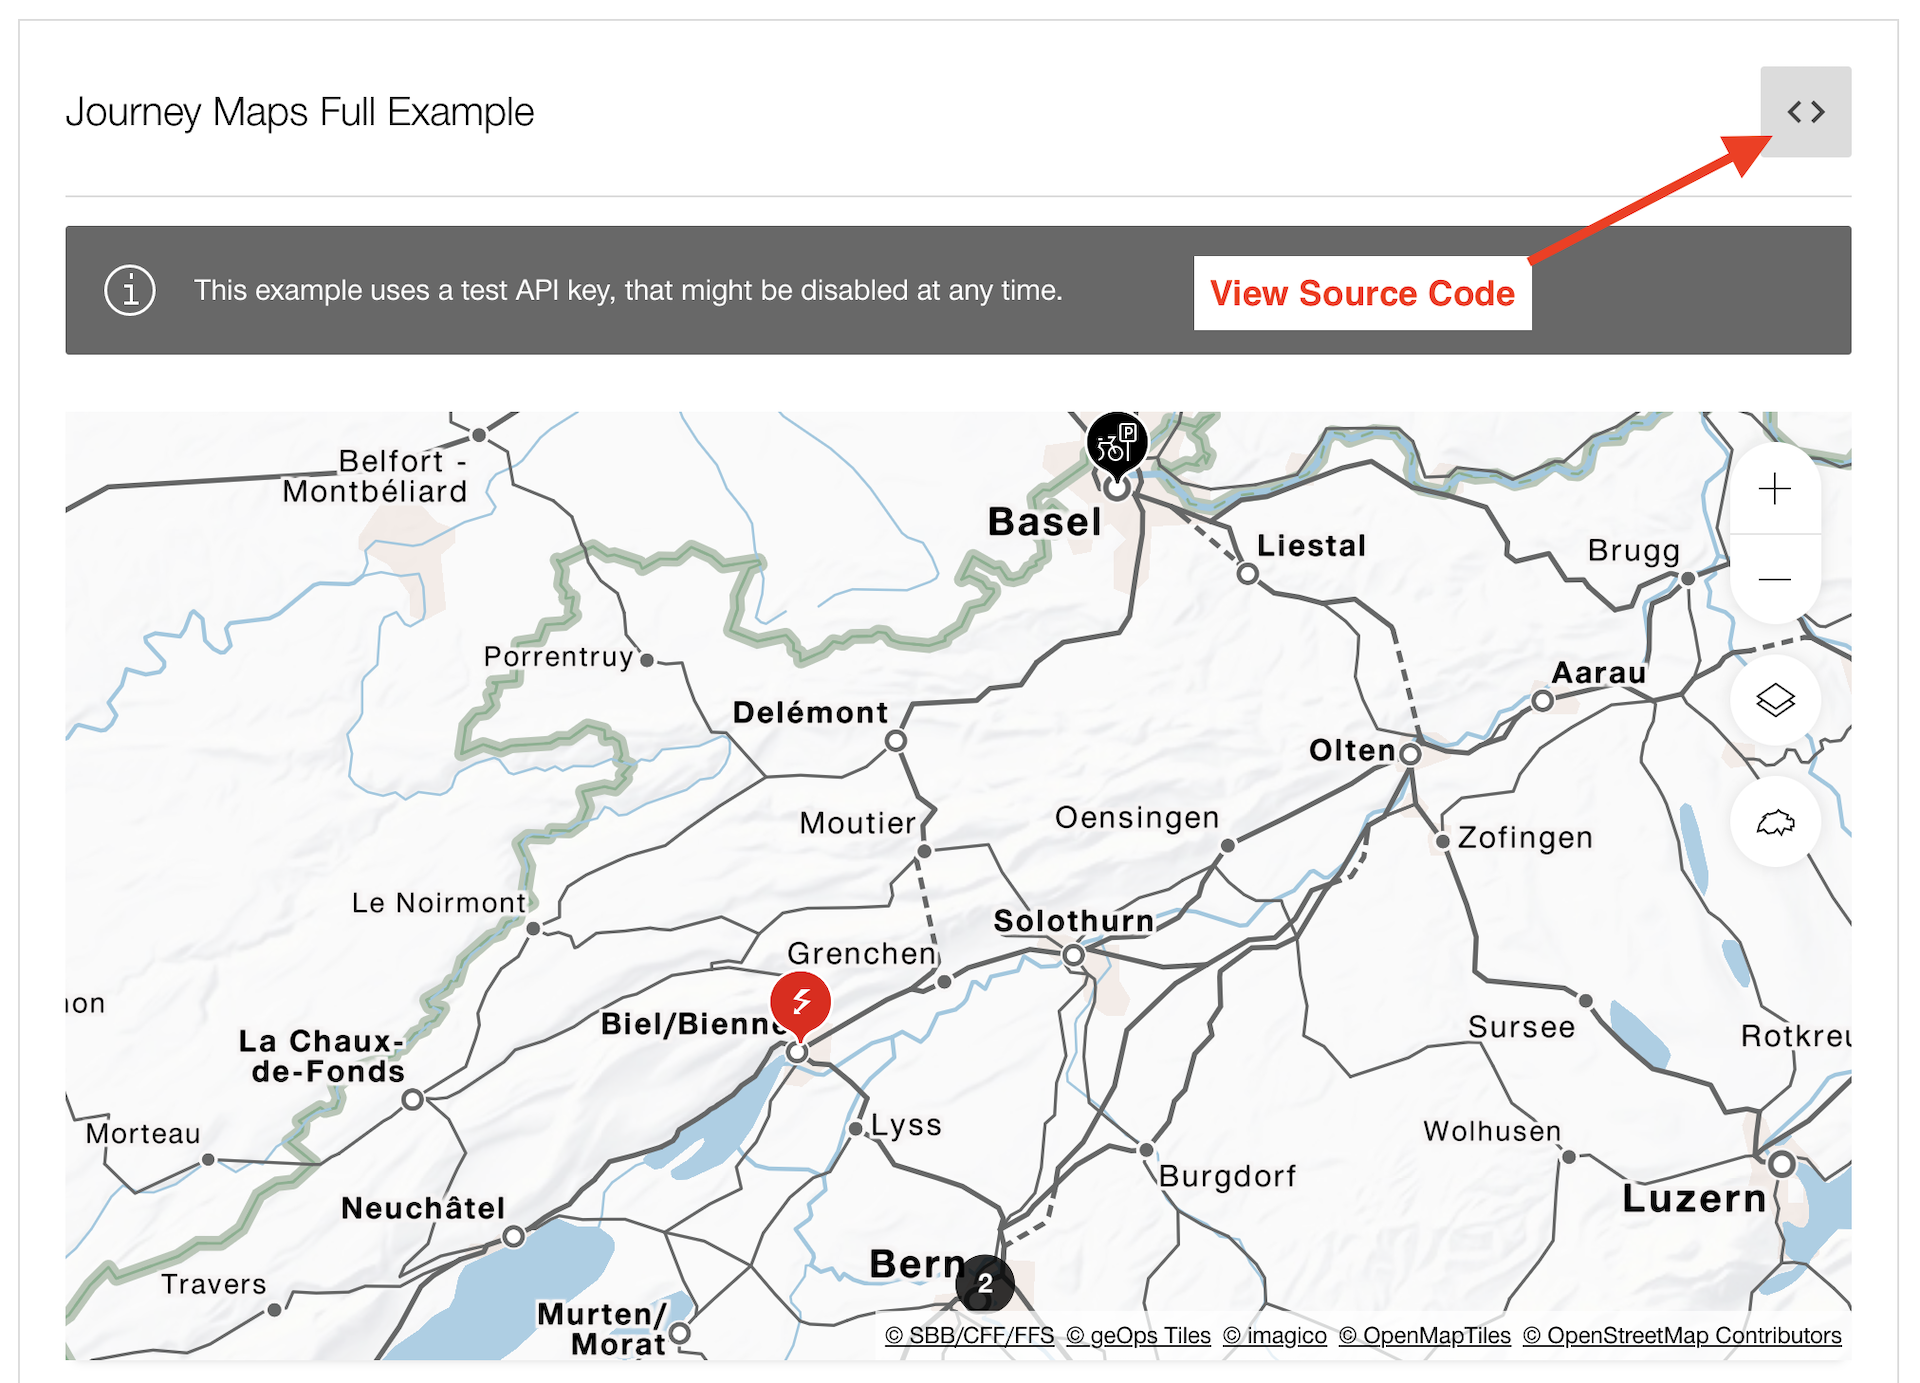 Journey Maps Full Example
< >
This example uses a test API key, that might be disabled at any time.
View Source Code
P
Belfort -
Montbéliard
Basel
Liestal
Brugg
Porrentruy
Aarau
Delémont
Olten
Moutier
Oensingen
Zofingen
Le Noirmont
Solothurn
Grenchen
non
Biel/Bienne
Sursee
Rotkreu
La Chaux-
de-Fonds
Morteau
Lyss
Wolhusen
Burgdorf
Luzern
Neuchâtel
Bern
2
Travers
Murten/
Morat
© SBB/CFF/FFS © geOps Tiles © imagico © OpenMapTiles © OpenStreetMap Contributors